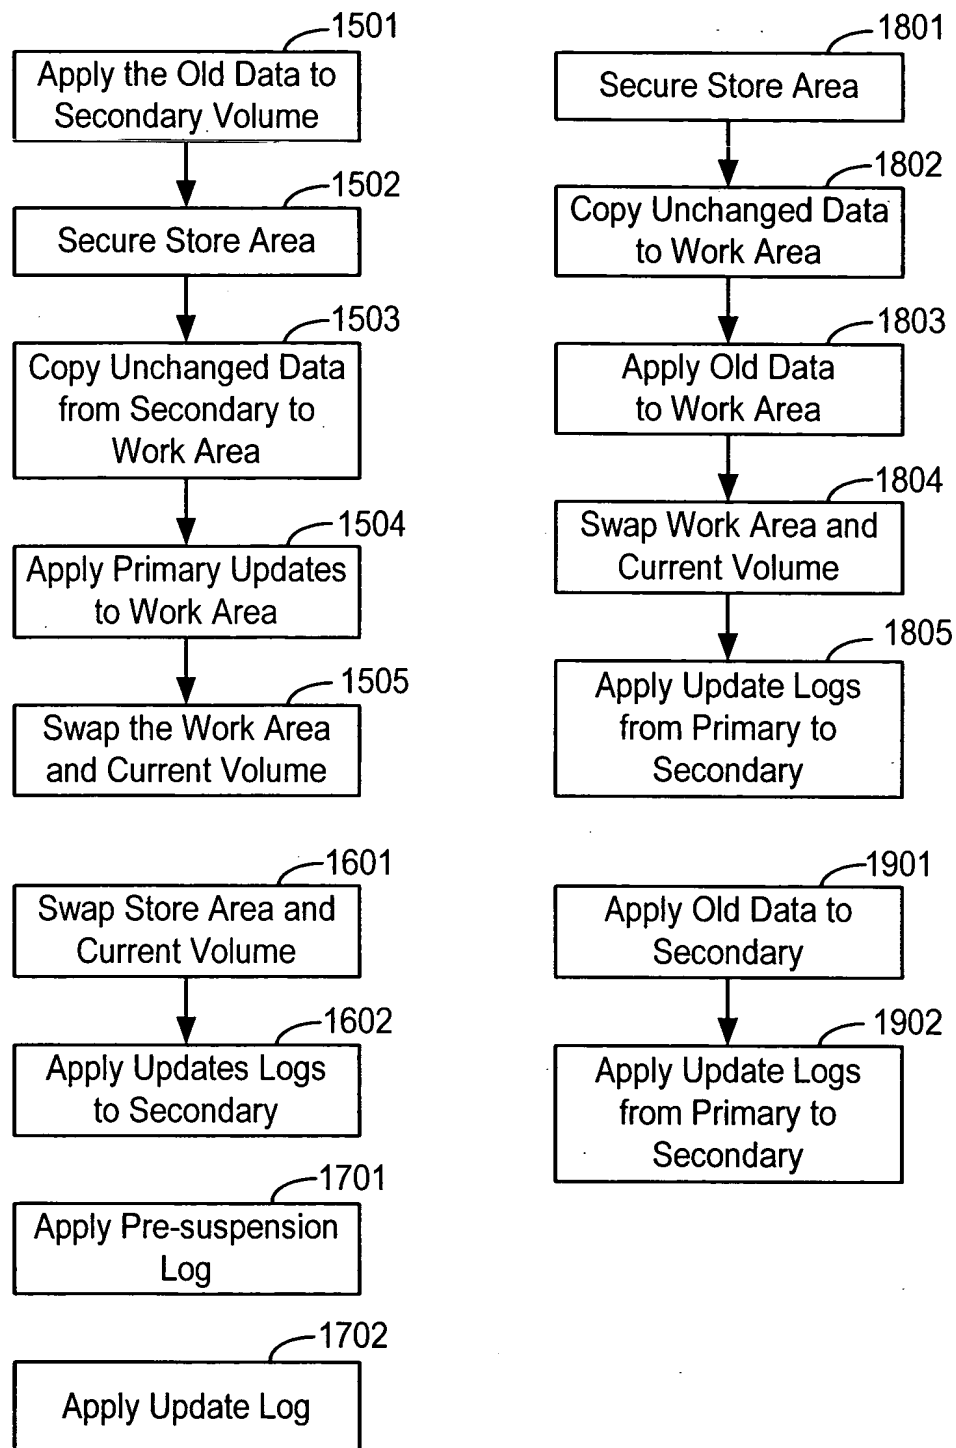 1501
Apply the Old Data to
Secondary Volume
1502
Secure Store Area
1503
Copy Unchanged Data
from Secondary to
Work Area
1504
Apply Primary Updates
to Work Area
1505
Swap the Work Area
and Current Volume
1601
Swap Store Area and
Current Volume
1602
Apply Updates Logs
to Secondary
1701
Apply Pre-suspension
Log
1702
Apply Update Log
1801
Secure Store Area
1802
Copy Unchanged Data
to Work Area
1803
Apply Old Data
to Work Area
1804
Swap Work Area and
Current Volume
1805
Apply Update Logs
from Primary to
Secondary
1901
Apply Old Data to
Secondary
1902
Apply Update Logs
from Primary to
Secondary